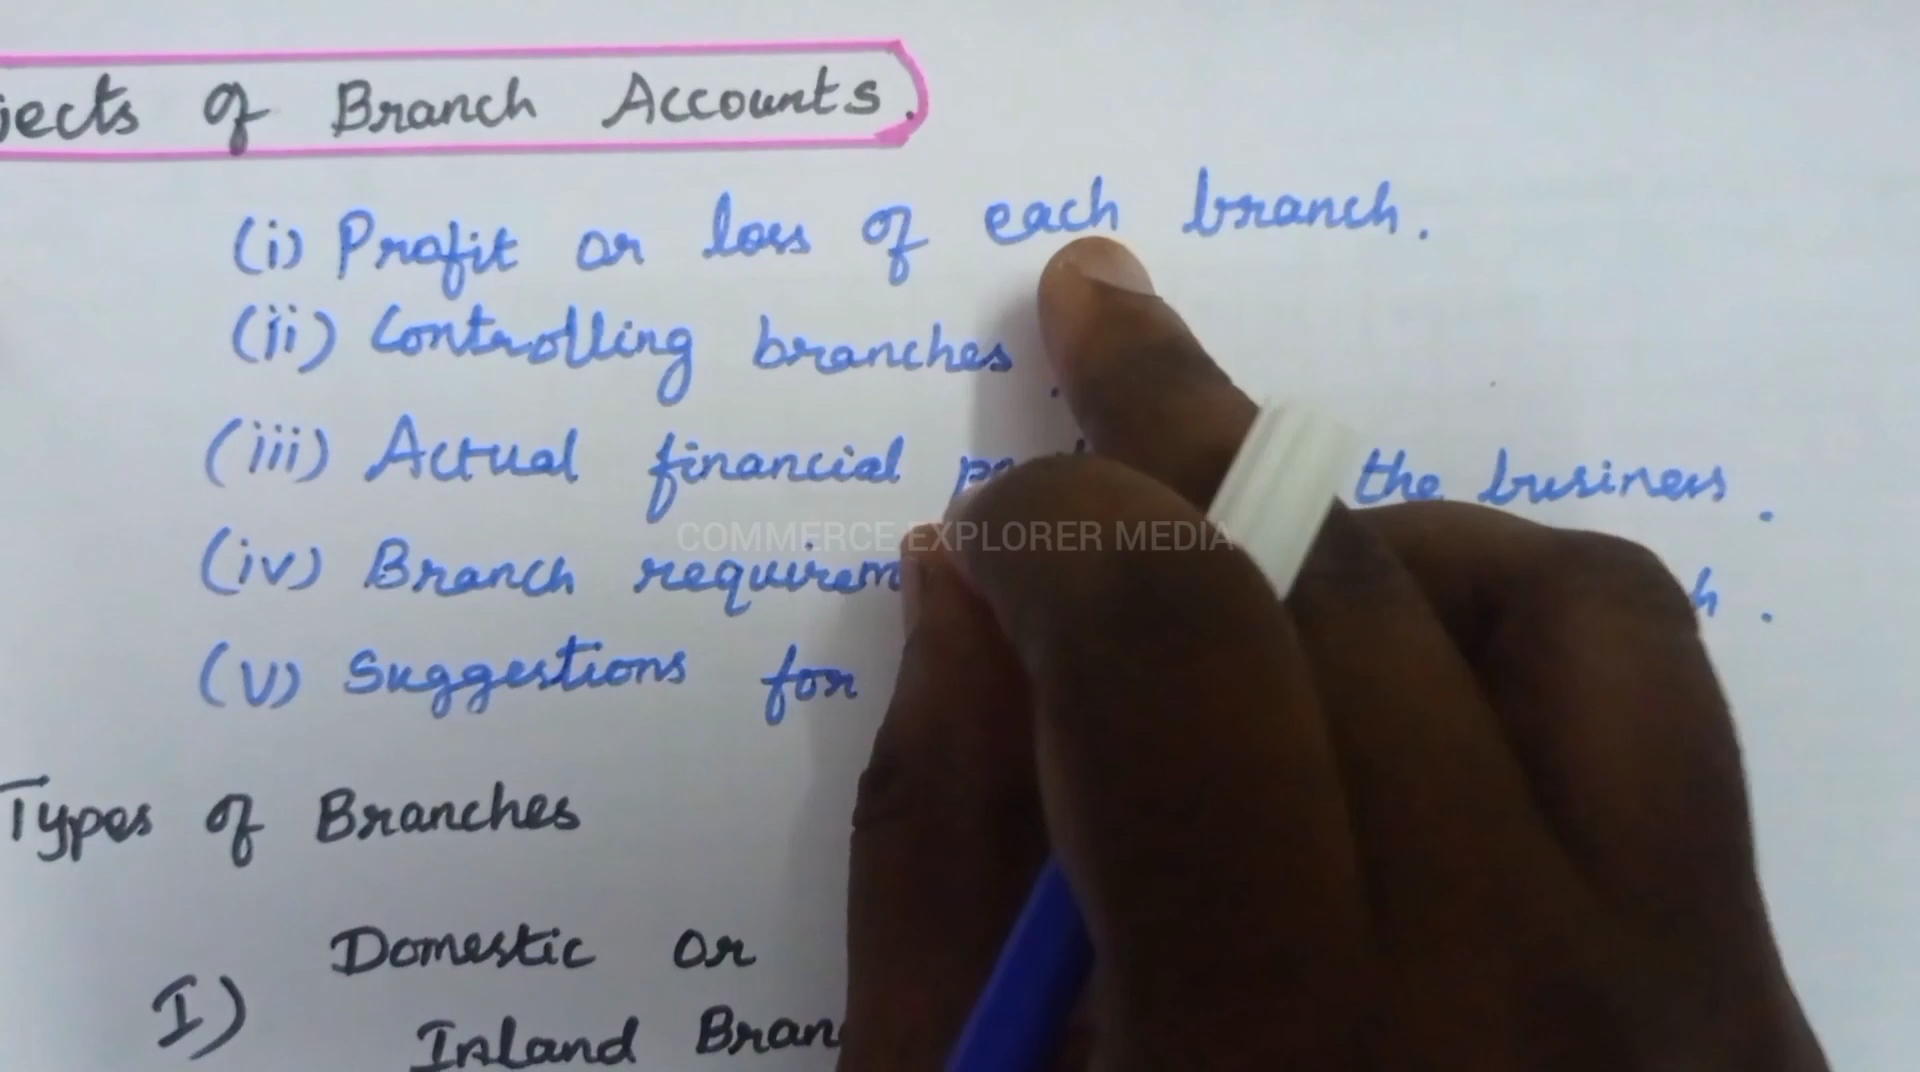 of Branch Accounts.
(i) Profit or loss of each branch.
(ii) Controlling branches.
(iii) Actual financial the business.
(iv) Branch
(v) Suggestions for
Types of Branches
Domestic or
I) Inland
COMMERCE EXPLORER MEDIA